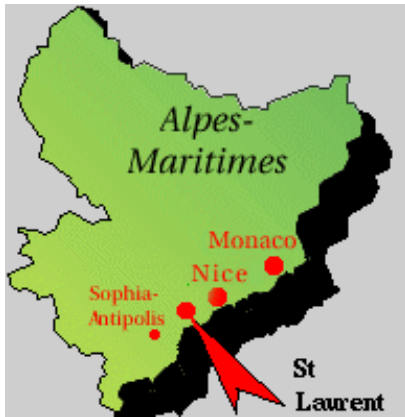 Alpes-
Maritimes
Monaco
Nice
Sophia-
Antipolis
St
Laurent